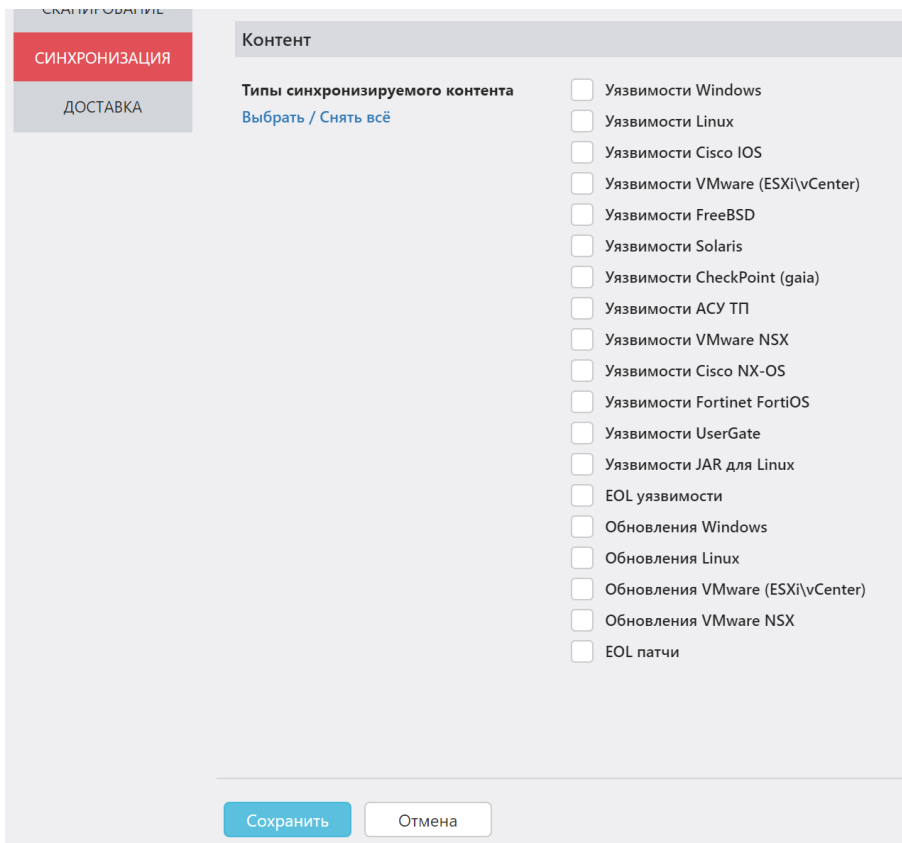 СКАНИРОВАНИЕ
СИНХРОНИЗАЦИЯ
ДОСТАВКА
Контент
Типы синхронизируемого контента
Выбрать / Снять всё
Уязвимости Windows
Уязвимости Linux
Уязвимости Cisco IOS
Уязвимости VMware (ESXi\vCenter)
Уязвимости FreeBSD
Уязвимости Solaris
Уязвимости CheckPoint (gaia)
Уязвимости АСУ ТП
Уязвимости VMware NSX
Уязвимости Cisco NX-OS
Уязвимости Fortinet FortiOS
Уязвимости UserGate
Уязвимости JAR для Linux
EOL уязвимости
Обновления Windows
Обновления Linux
Обновления VMware (ESXi\vCenter)
Обновления VMware NSX
EOL патчи
Сохранить
Отмена